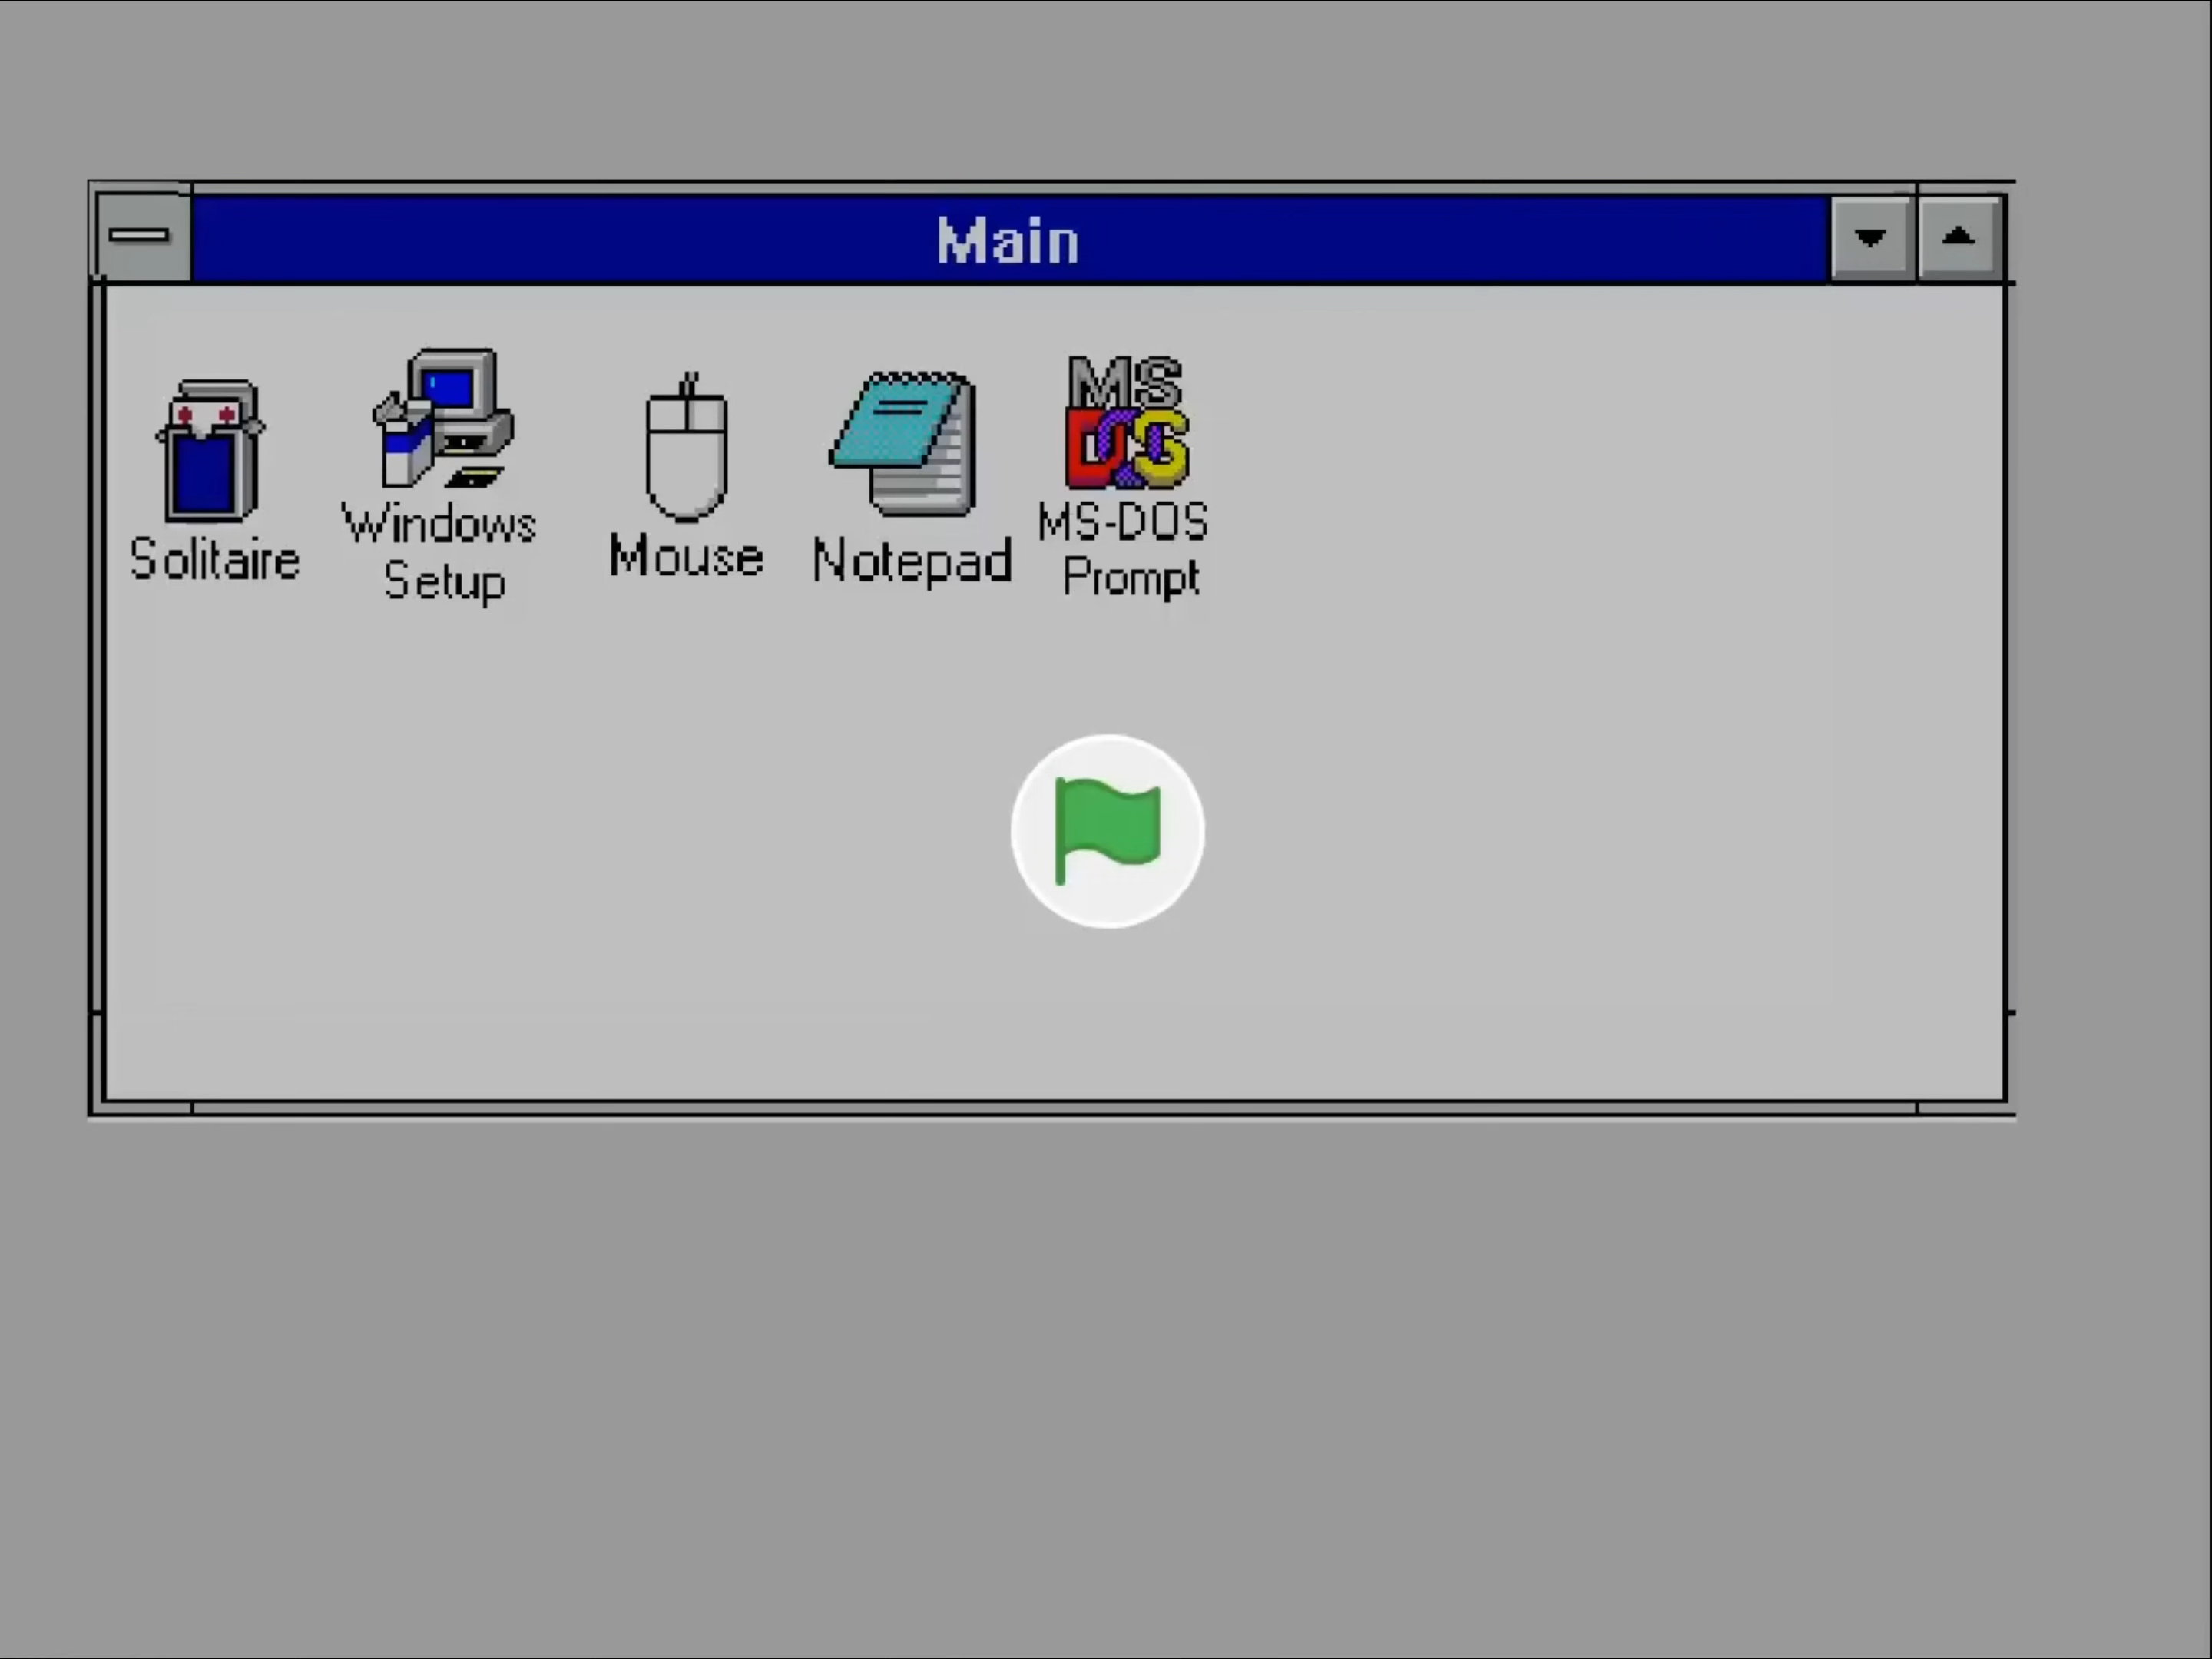 Main
MS
DOS
Solitaire
Windows
Setup
Mouse
Notepad
MS-DOS
Prompt